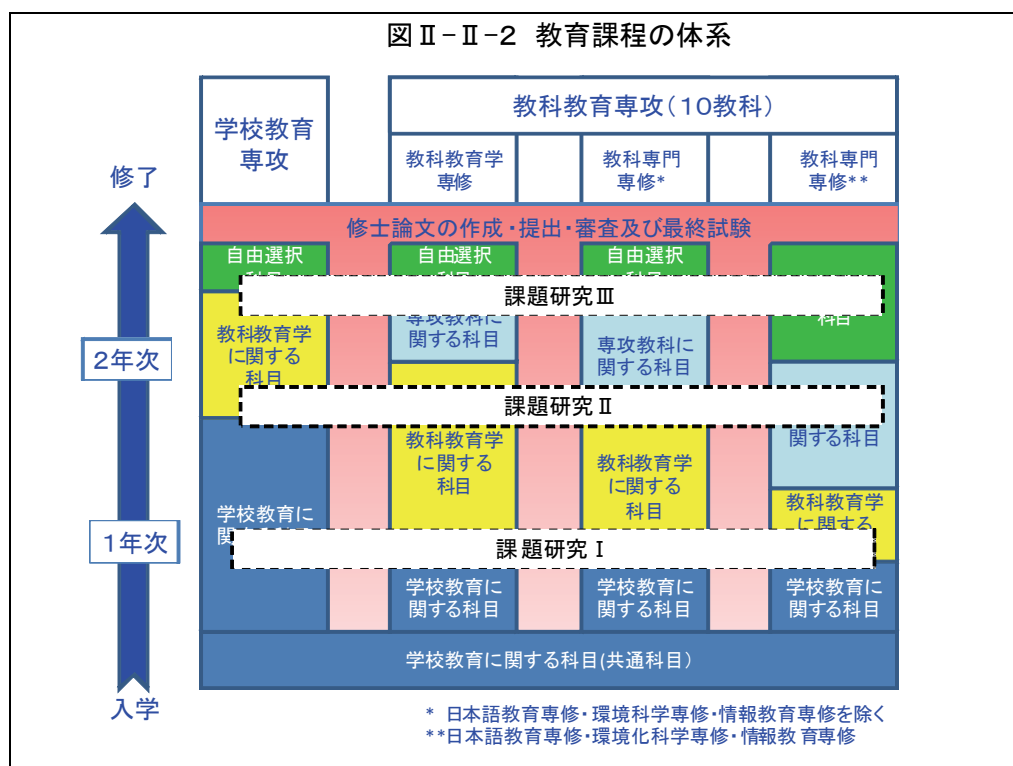 図Ⅱ-Ⅱ-2 教育課程の体系
学校教育
専攻
教科教育専攻(10教科)
教科教育学
専修
教科専門
専修*
教科専門
専修**
修了
修士論文の作成・提出・審査及び最終試験
自由選択
自由選択
自由選択
課題研究Ⅲ
科目
教科教育学
に関する
科目
専攻教科に
関する科目
専攻教科に
関する科目
2年次
課題研究Ⅱ
関する科目
教科教育学
に関する
科目
教科教育学
に関する
科目
教科教育学
に関する
学校教育に
1年次
課題研究Ⅰ
学校教育に
関する科目
学校教育に
関する科目
学校教育に
関する科目
学校教育に関する科目(共通科目)
入学
* 日本語教育専修・環境科学専修・情報教育専修を除く
**日本語教育専修・環境化科学専修・情報教育専修